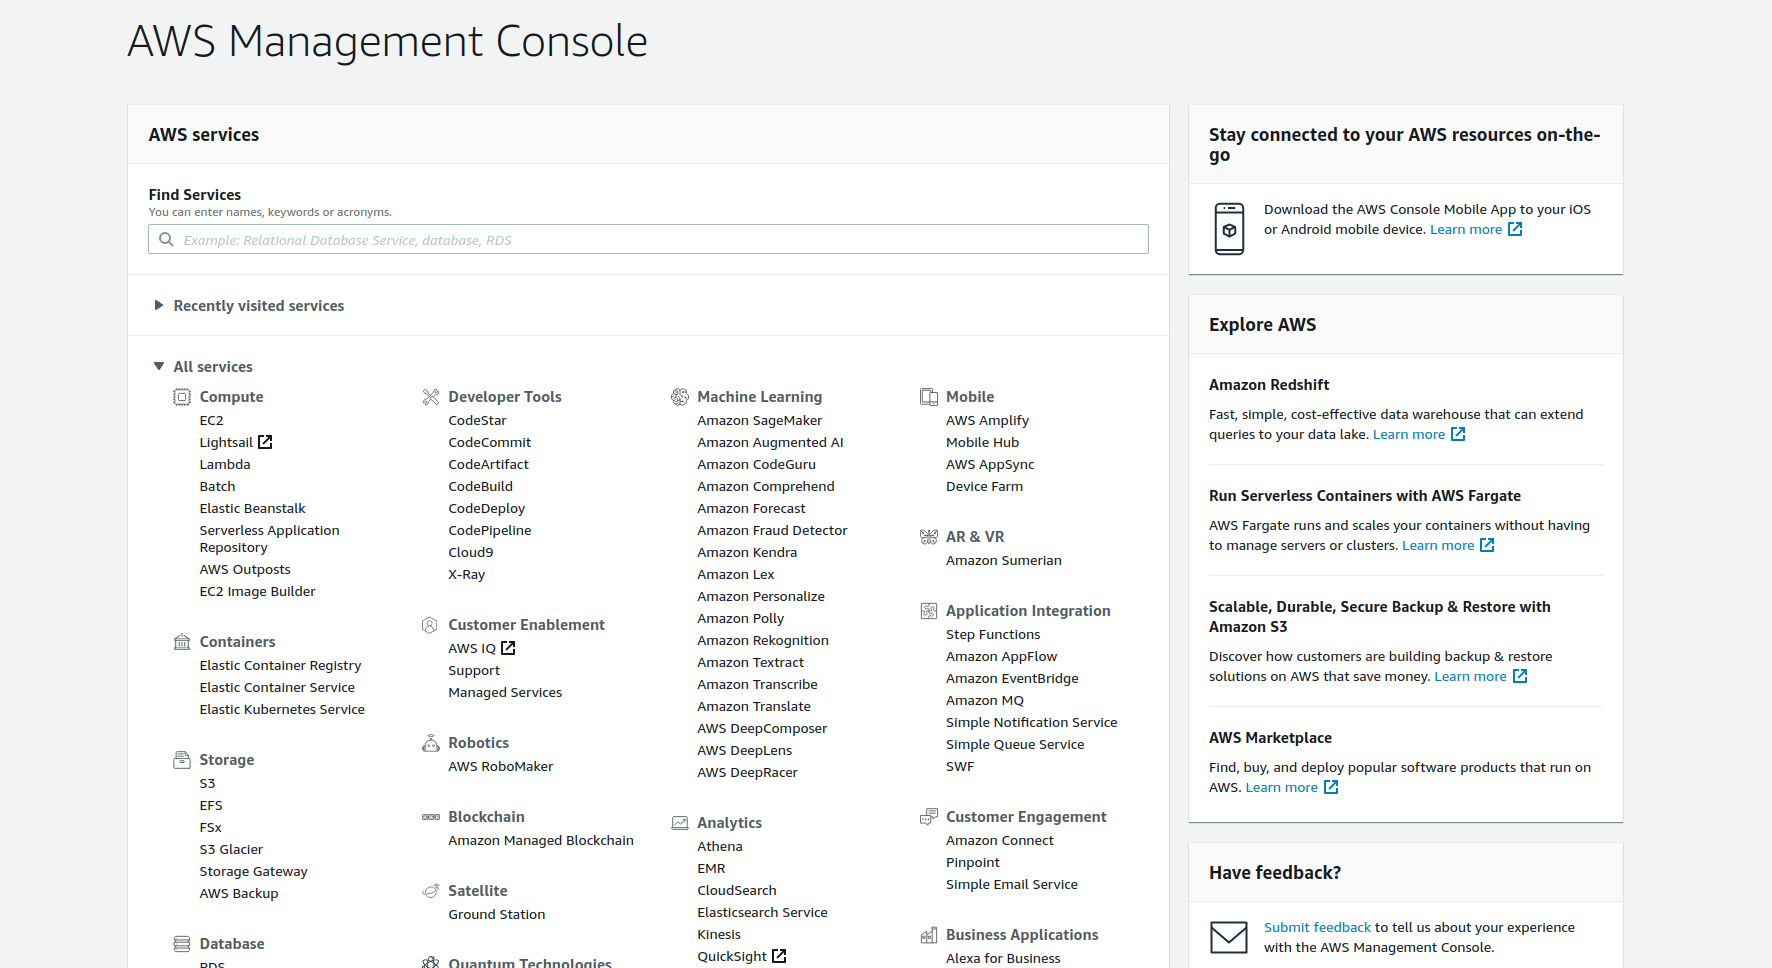 AWS Management Console
AWS services
Find Services
You can enter names, keywords or acronyms.
Example: Relational Database Service, database, RDS
Recently visited services
All services
Compute
EC2
Lightsail
Lambda
Batch
Elastic Beanstalk
Serverless Application
Repository
AWS Outposts
EC2 Image Builder
Containers
Elastic Container Registry
Elastic Container Service
Elastic Kubernetes Service
Storage
S3
EFS
FSx
S3 Glacier
Storage Gateway
AWS Backup
Database
RDS
Developer Tools
CodeStar
CodeCommit
CodeArtifact
CodeBuild
CodeDeploy
CodePipeline
Cloud9
X-Ray
Customer Enablement
AWS IQ
Support
Managed Services
Robotics
AWS RoboMaker
Blockchain
Amazon Managed Blockchain
Satellite
Ground Station
Quantum Technologies
Machine Learning
Amazon SageMaker
Amazon Augmented AI
Amazon CodeGuru
Amazon Comprehend
Amazon Forecast
Amazon Fraud Detector
Amazon Kendra
Amazon Lex
Amazon Personalize
Amazon Polly
Amazon Rekognition
Amazon Textract
Amazon Transcribe
Amazon Translate
AWS DeepComposer
AWS DeepLens
AWS DeepRacer
Analytics
Athena
EMR
CloudSearch
Elasticsearch Service
Kinesis
QuickSight
Mobile
AWS Amplify
Mobile Hub
AWS AppSync
Device Farm
AR & VR
Amazon Sumerian
Application Integration
Step Functions
Amazon AppFlow
Amazon EventBridge
Amazon MQ
Simple Notification Service
Simple Queue Service
SWF
Customer Engagement
Amazon Connect
Pinpoint
Simple Email Service
Business Applications
Alexa for Business
Stay connected to your AWS resources on-the-
go
Download the AWS Console Mobile App to your iOS
or Android mobile device. Learn more
Explore AWS
Amazon Redshift
Fast, simple, cost-effective data warehouse that can extend
queries to your data lake. Learn more
Run Serverless Containers with AWS Fargate
AWS Fargate runs and scales your containers without having
to manage servers or clusters. Learn more
Scalable, Durable, Secure Backup & Restore with
Amazon S3
Discover how customers are building backup & restore
solutions on AWS that save money. Learn more
AWS Marketplace
Find, buy, and deploy popular software products that run on
AWS. Learn more
Have feedback?
Submit feedback to tell us about your experience
with the AWS Management Console.